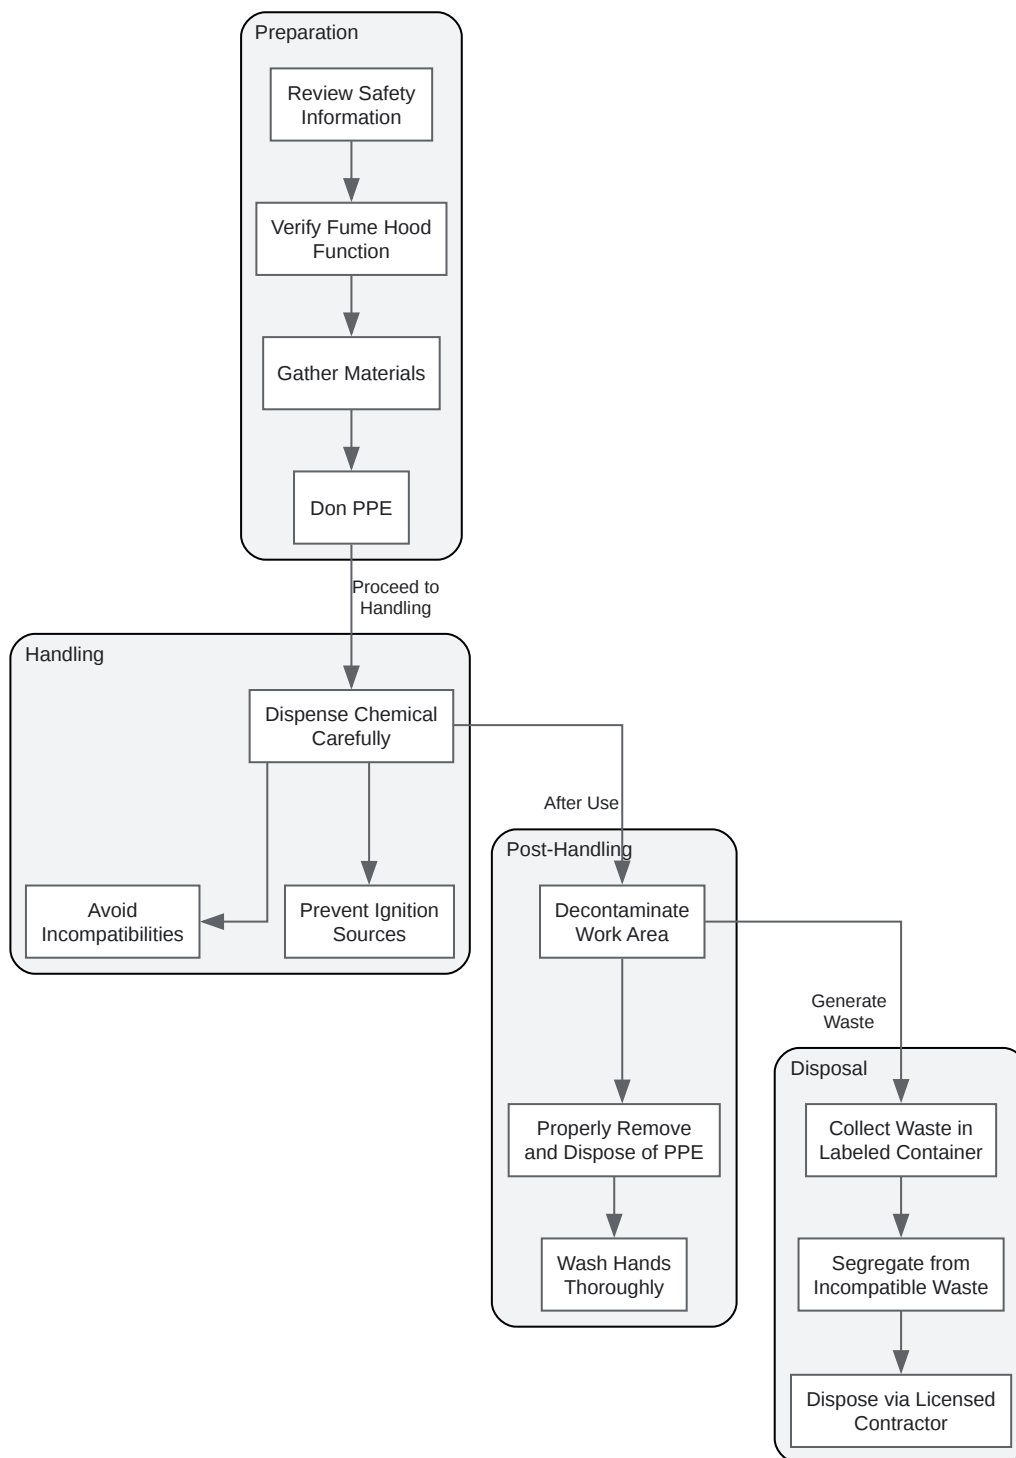 Preparation
Review Safety
Information
Verify Fume Hood
Function
Gather Materials
Don PPE
Proceed to
Handling
Handling
Dispense Chemical
Carefully
Avoid
Incompatibilities
Prevent Ignition
Sources
After Use
Post-Handling
Decontaminate
Work Area
Properly Remove
and Dispose of PPE
Wash Hands
Thoroughly
Generate
Waste
Disposal
Collect Waste in
Labeled Container
Segregate from
Incompatible Waste
Dispose via Licensed
Contractor